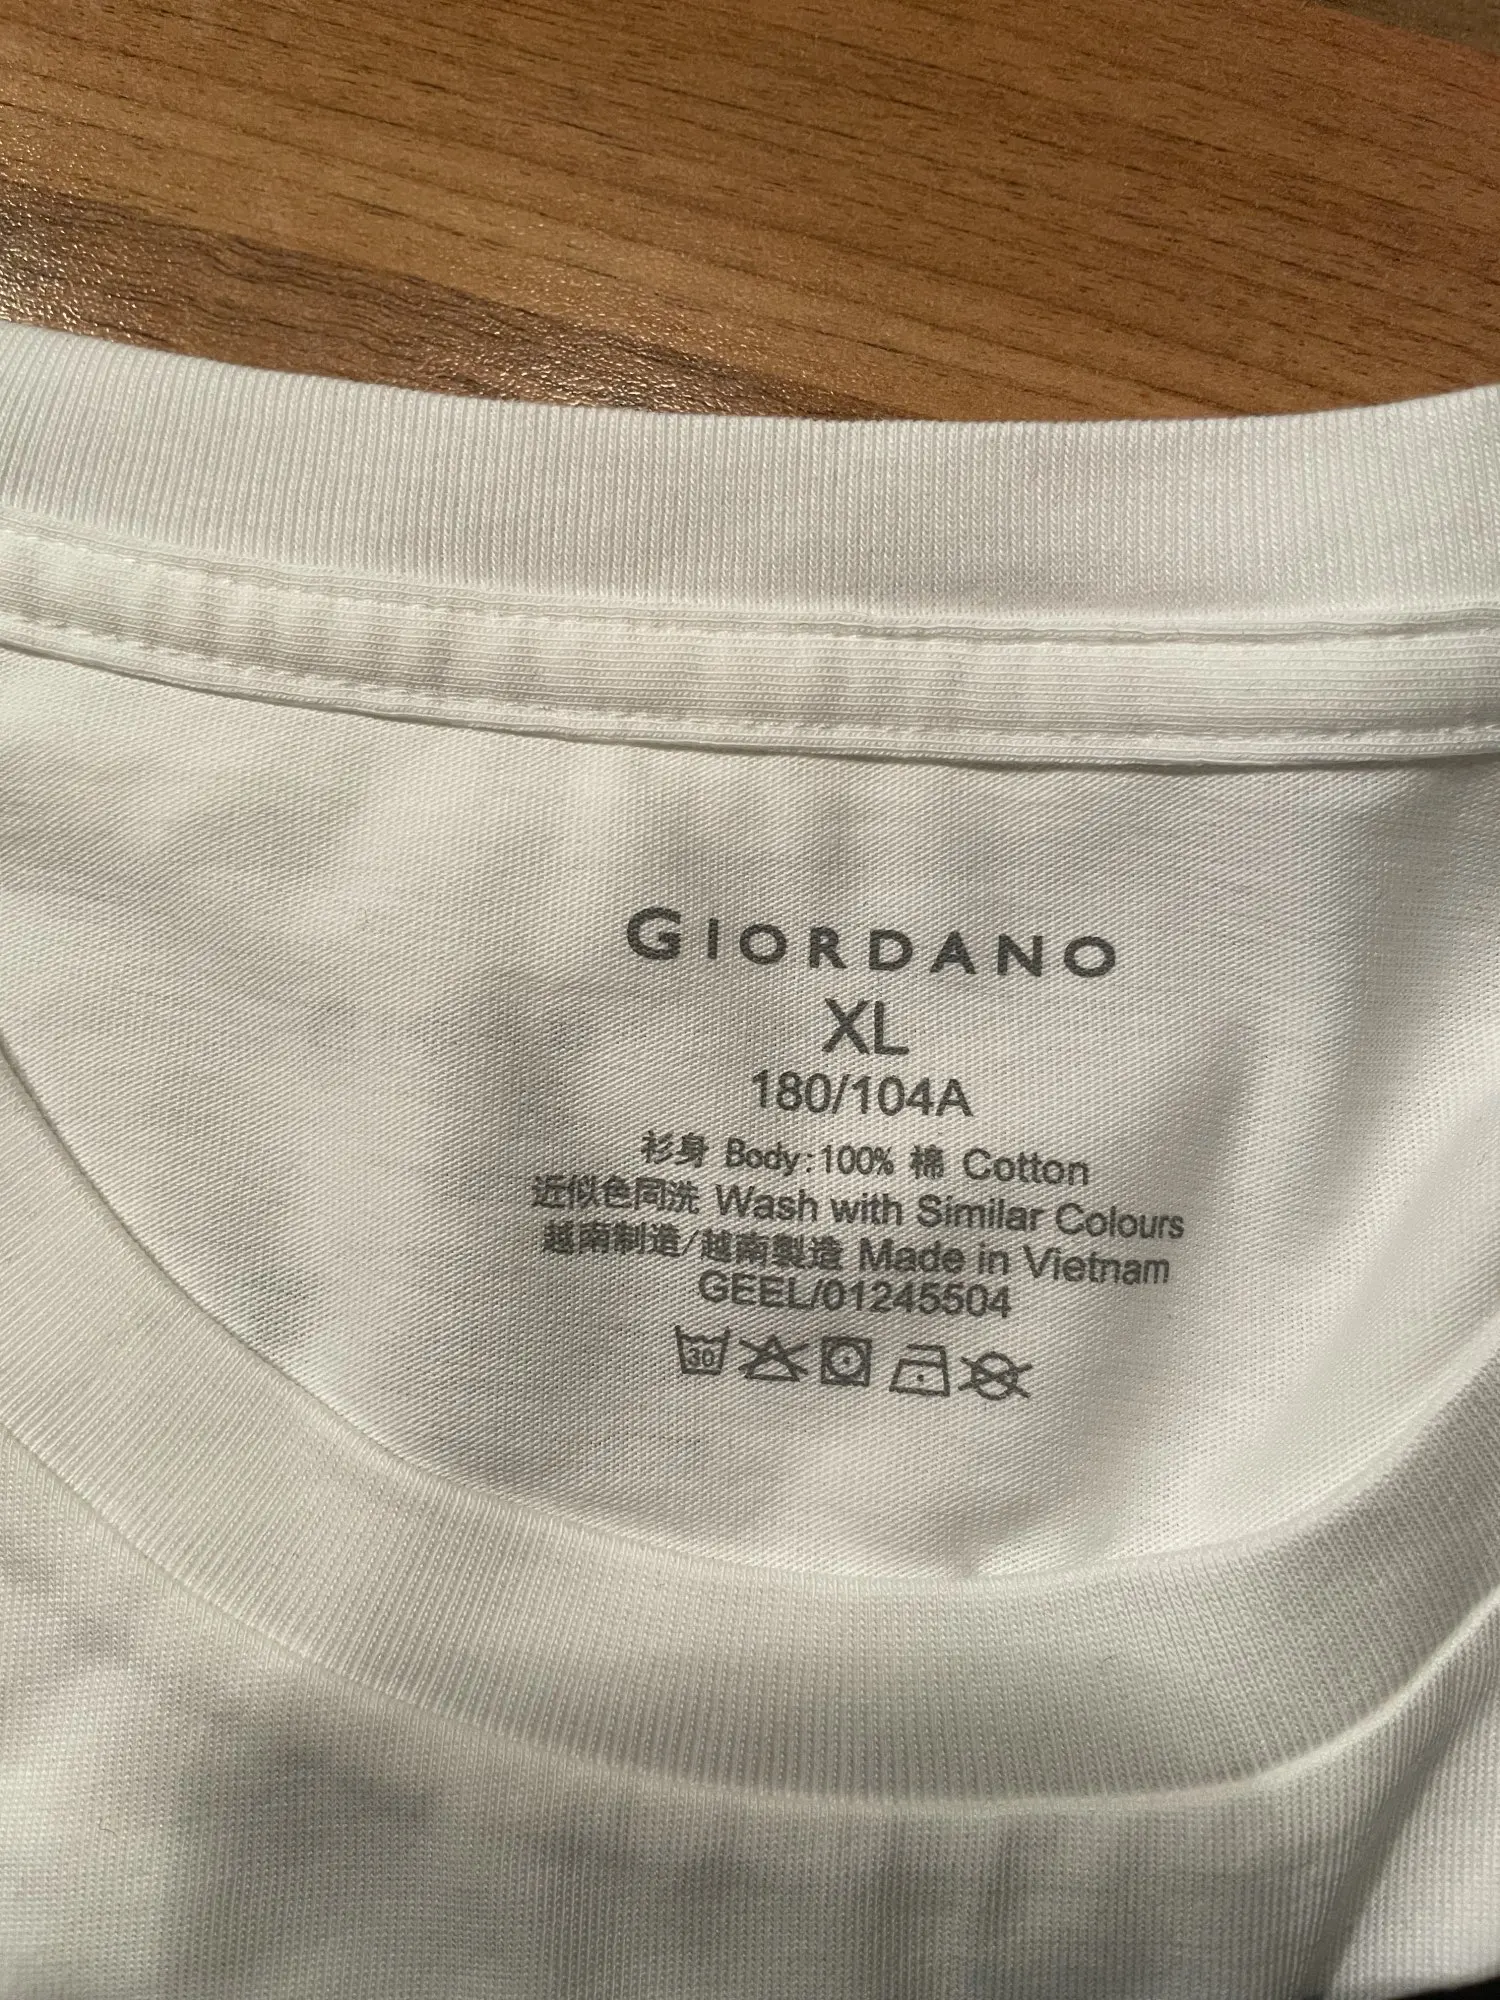 GIORDANO
XL
180/104A
衫身 Body:100% 棉 Cotton
近似色同洗 Wash with Similar Colours
越南制造/越南製造 Made in Vietnam
GEEL/01245504
30